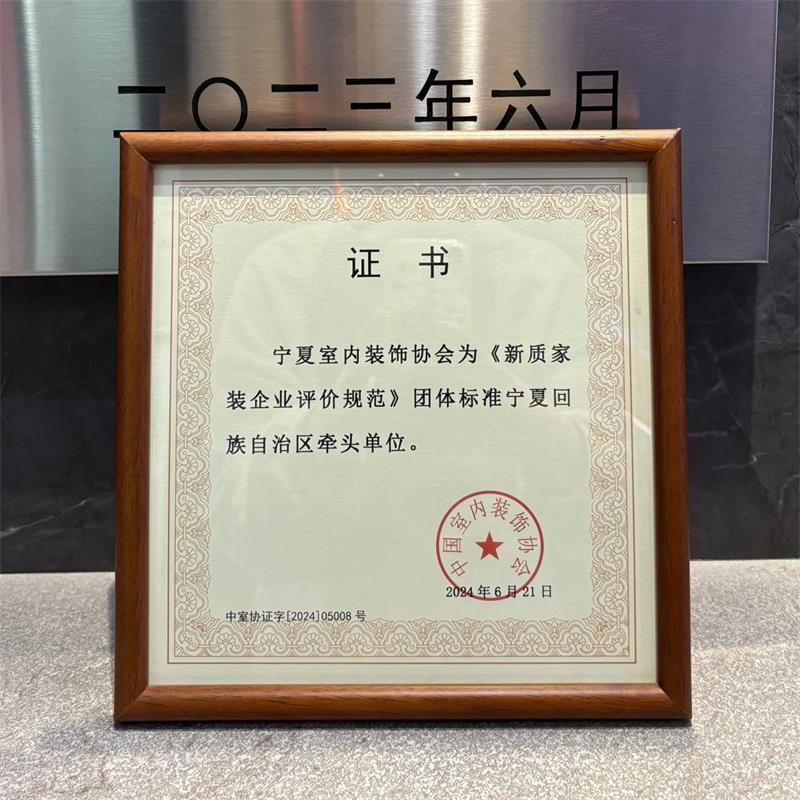 二〇二三年六月
证书
宁夏室内装饰协会为《新质家
装企业评价规范》团体标准宁夏回
族自治区牵头单位。
中国室内装饰协会
2024年6月21日
中室协证字[2024]05008号